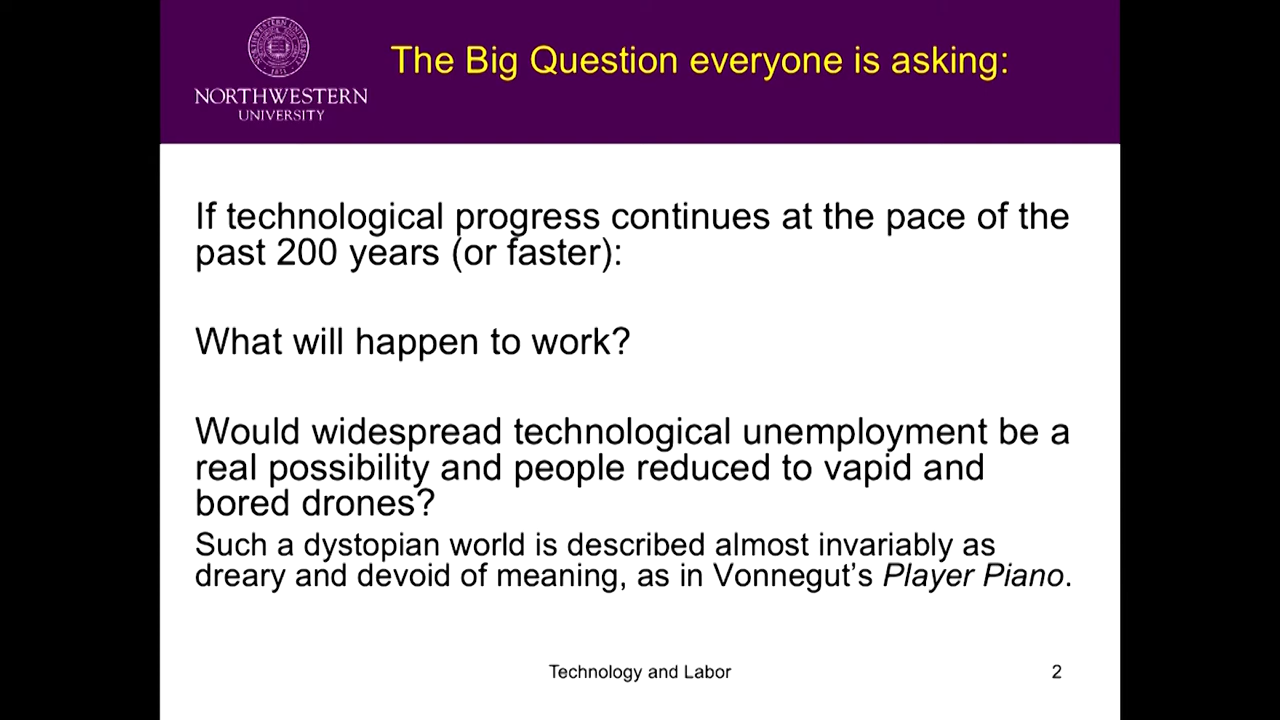 The Big Question everyone is asking:
NORTHWESTERN
UNIVERSITY
If technological progress continues at the pace of the
past 200 years (or faster):
What will happen to work?
Would widespread technological unemployment be a
real possibility and people reduced to vapid and
bored drones?
Such a dystopian world is described almost invariably as
dreary and devoid of meaning, as in Vonnegut’s Player Piano.
Technology and Labor
2